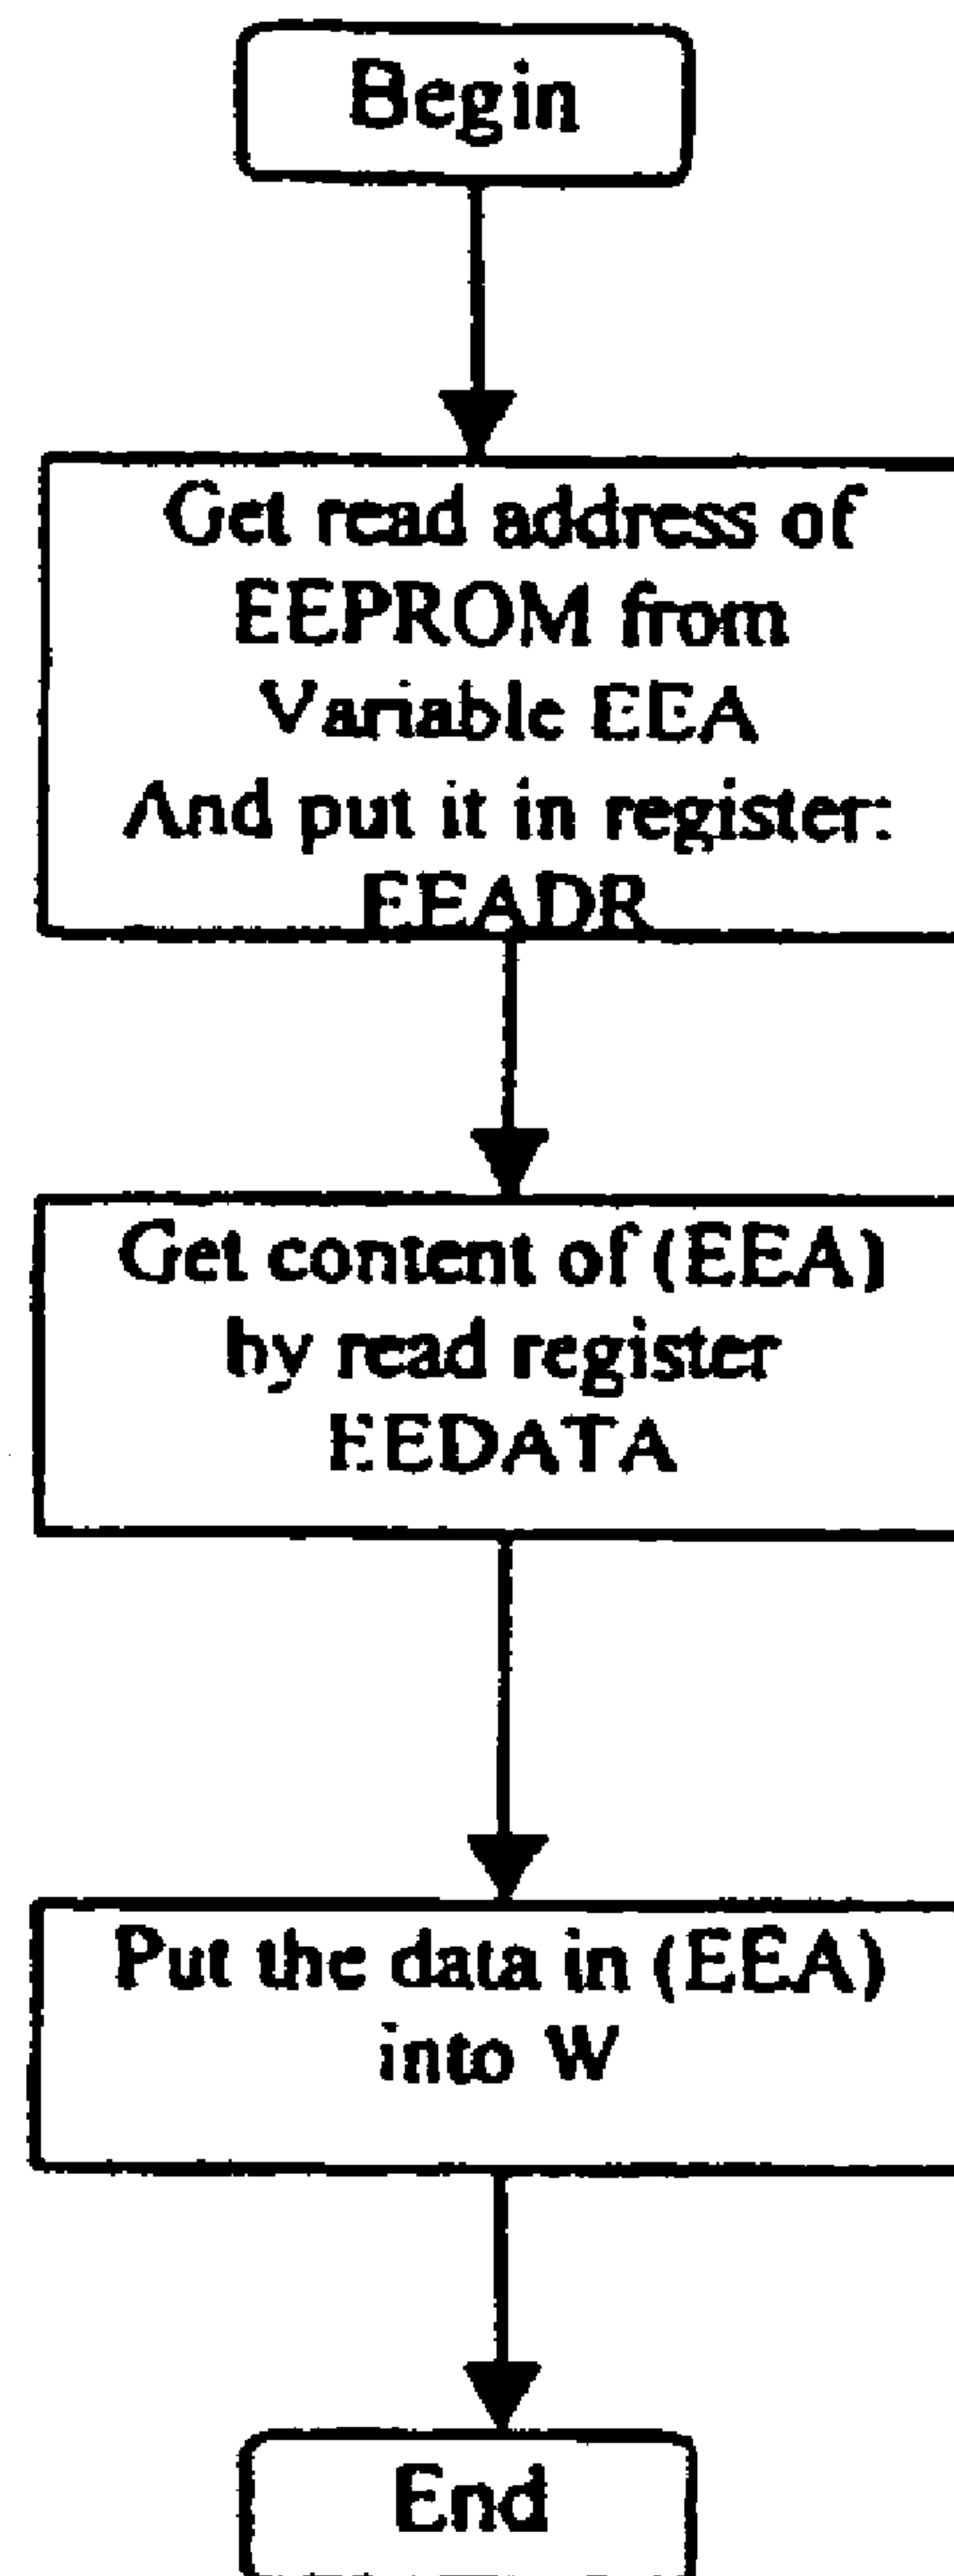 Begin
Get read address of
EEPROM from
Variable EEA
And put it in register:
EEADR
Get content of (EEA)
by read register
EEDATA
Put the data in (EEA)
into W
End